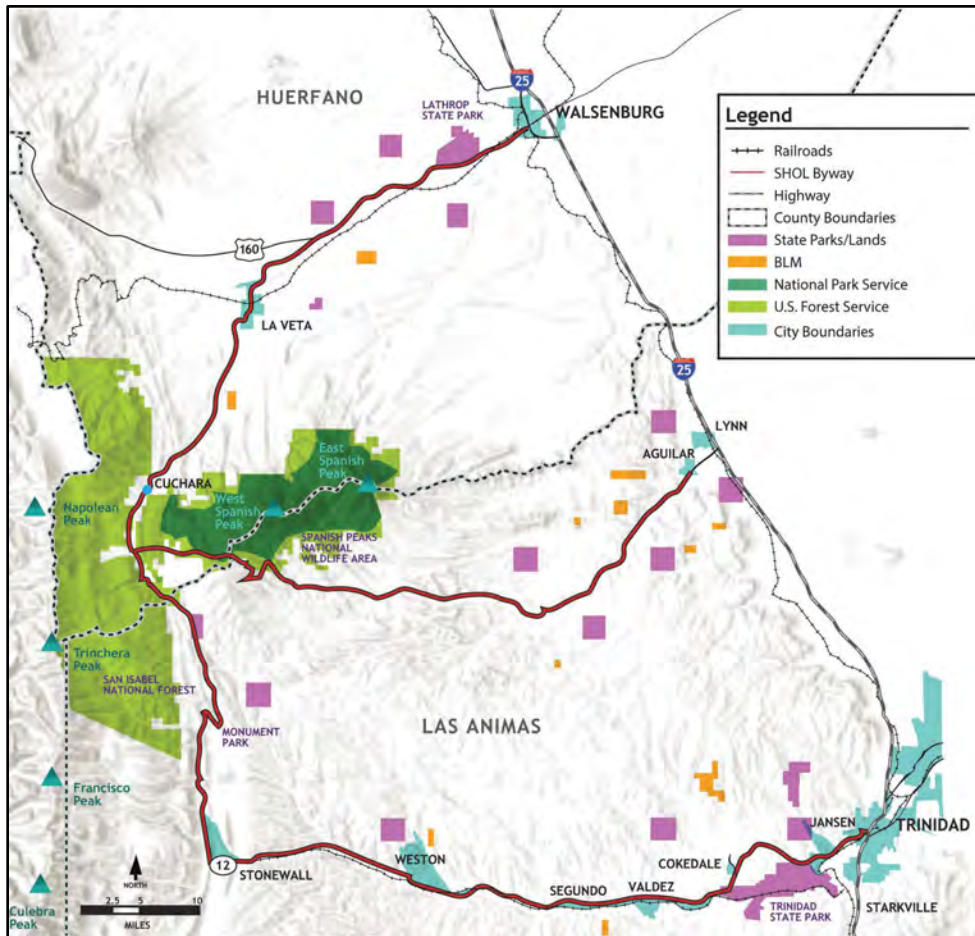 25
HUERFANO
LATHROP
STATE PARK
WALSENBURG
Legend
Railroads
SHOL Byway
Highway
County Boundaries
State Parks/Lands
BLM
National Park Service
U.S. Forest Service
City Boundaries
160
LA VETA
25
LYNN
AGUILAR
East
Spanish
Peak
CUCHARA
West
Spanish
Peak
Napolean
Peak
SPANISH PEAKS
NATIONAL
WILDLIFE AREA
Trinchera
Peak
SAN ISABEL
NATIONAL FOREST
MONUMENT
PARK
LAS ANIMAS
Francisco
Peak
JANSEN
TRINIDAD
COKEDALE
WESTON
12
STONEWALL
SEGUNDO
VALDEZ
NORTH
2.5 5 10
MILES
TRINIDAD
STATE PARK
STARKVILLE
Culebra
Peak